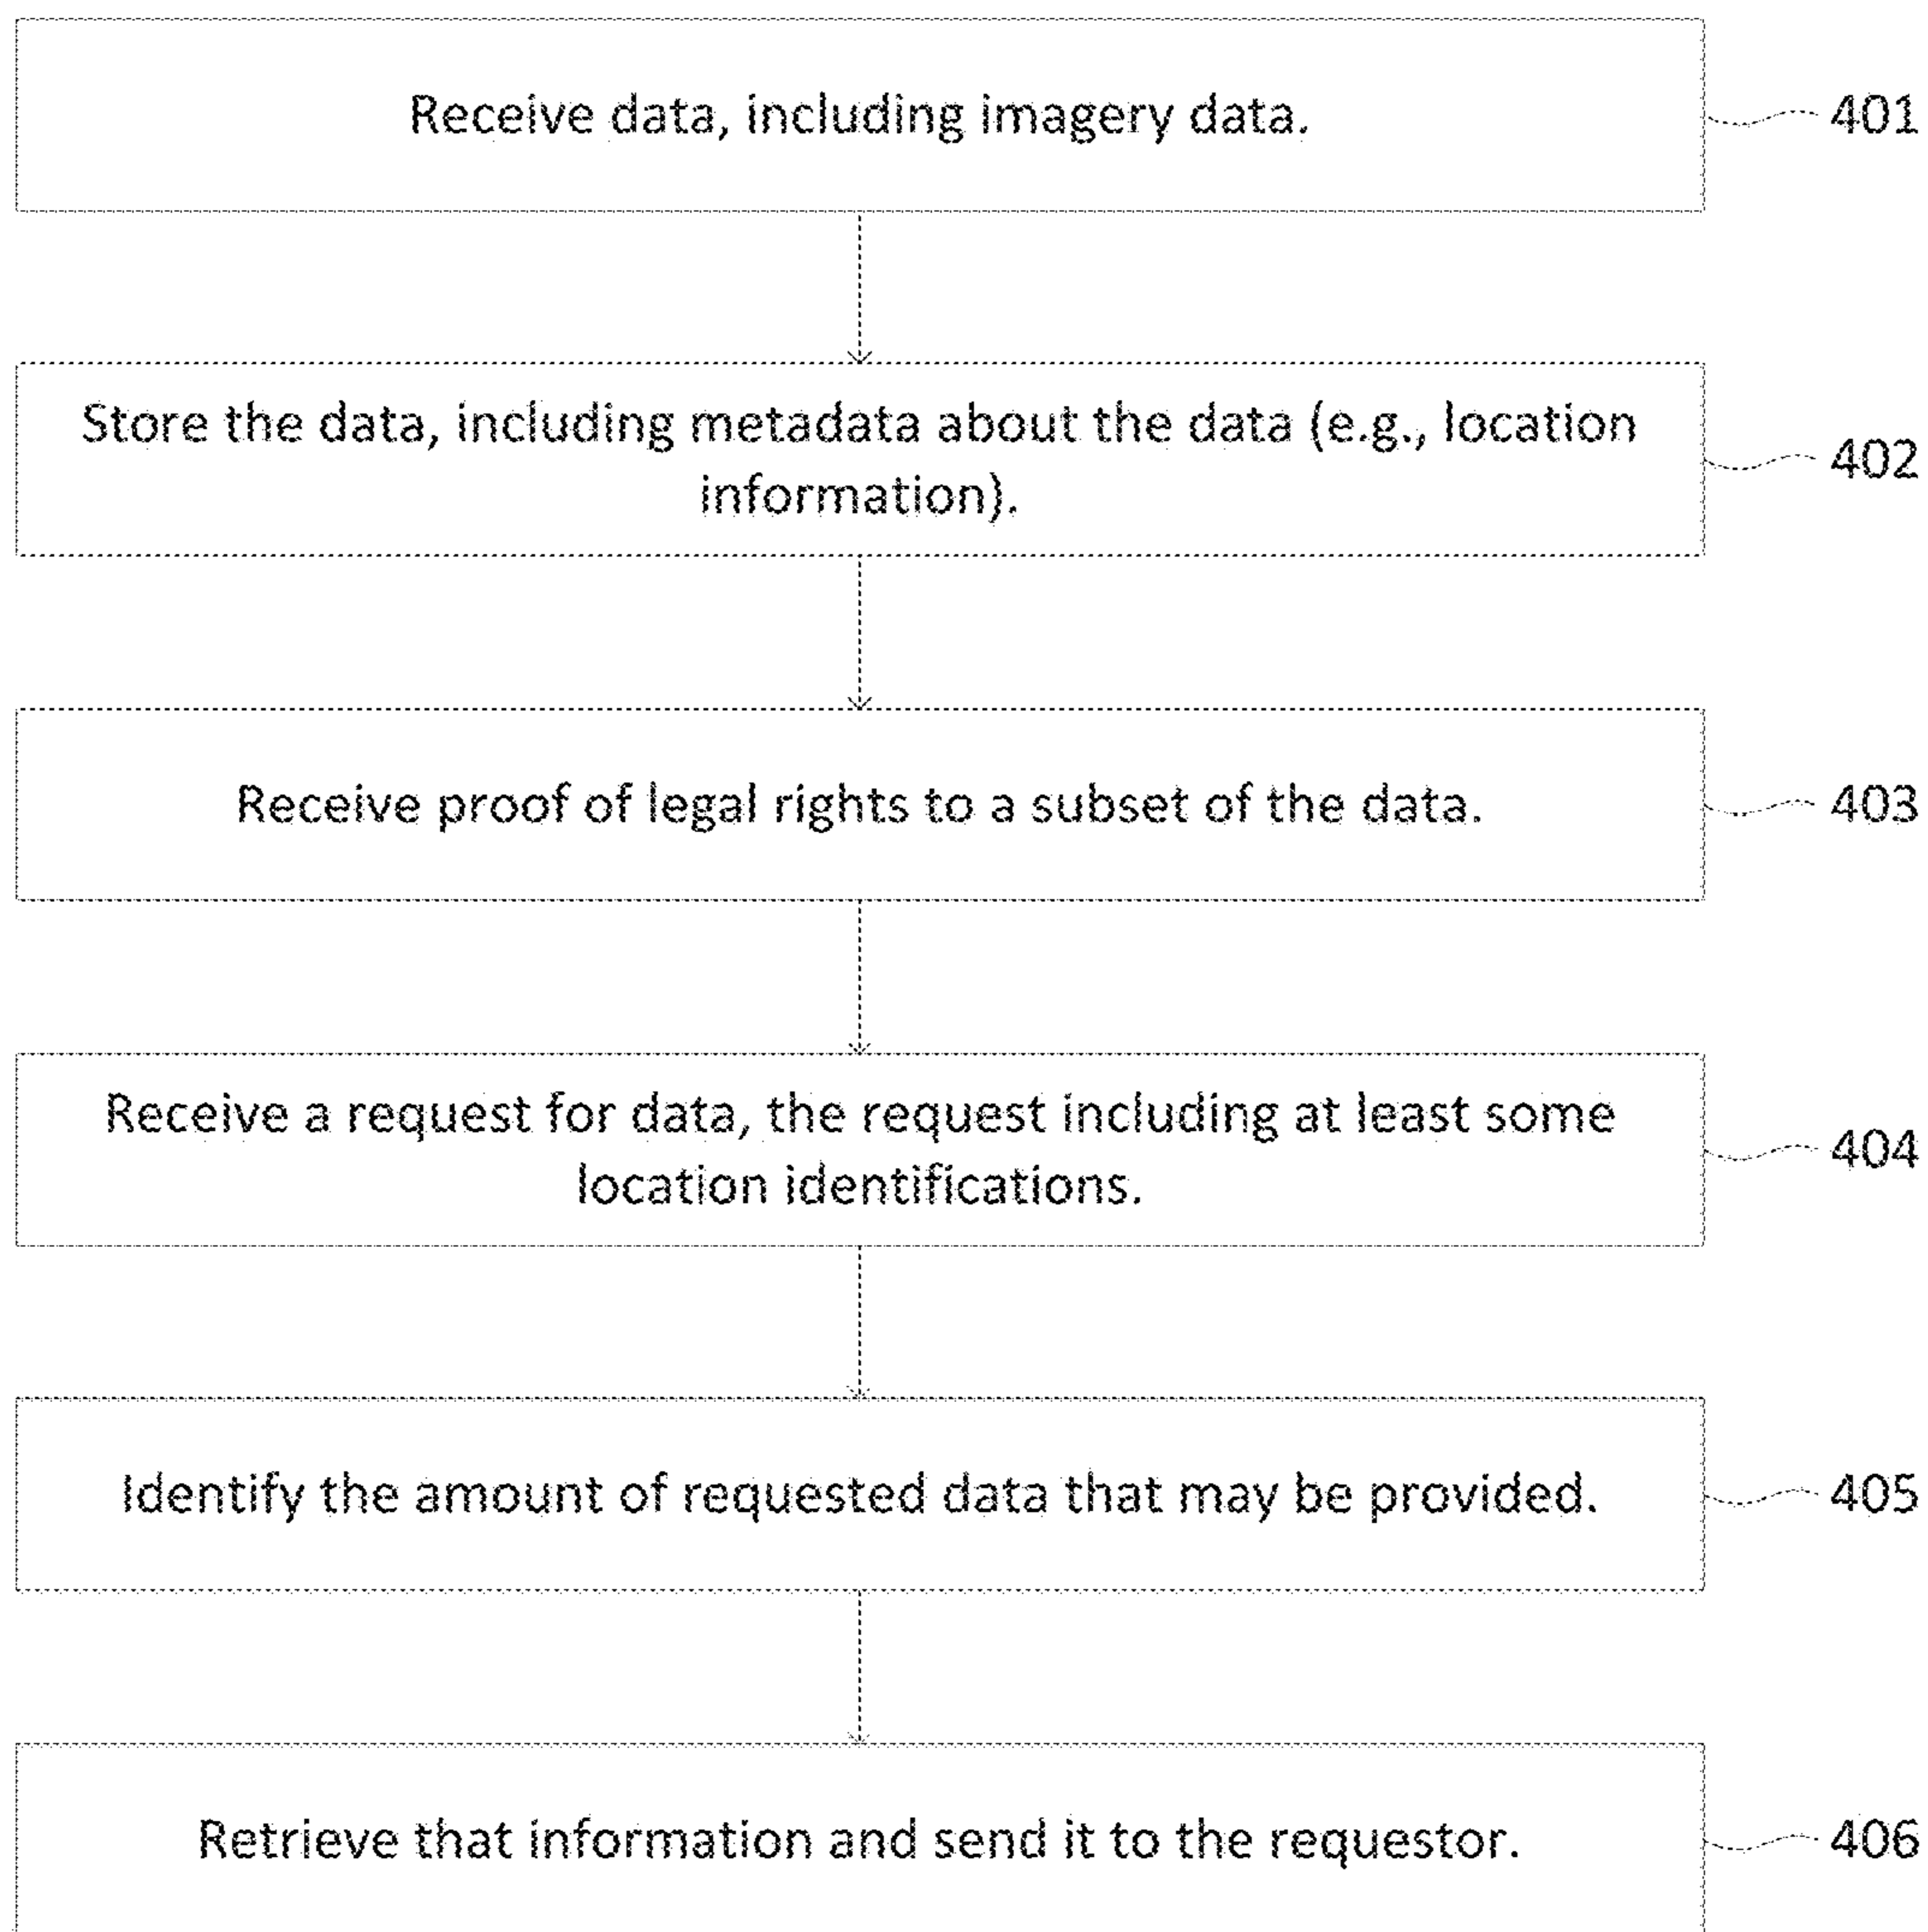 Receive data, including imagery data.
401
Store the data, including metadata about the data (e.g., location
information).
402
Receive proof of legal rights to a subset of the data.
403
Receive a request for data, the request including at least some
location identifications.
404
Identify the amount of requested data that may be provided.
405
Retrieve that information and send it to the requestor.
406